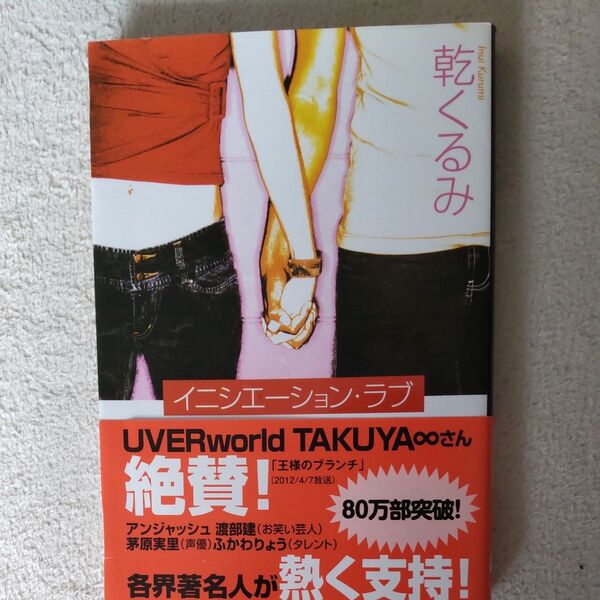 乾くるみ
Inui Kurumi
イニシエーション・ラブ
UVERworld TAKUYA∞さん
絶賛!
「王様のブランチ」
(2012/4/7放送)
80万部突破!
アンジャッシュ 渡部建(お笑い芸人)
茅原実里(声優)ふかわりょう(タレント)
各界著名人が熱く支持!